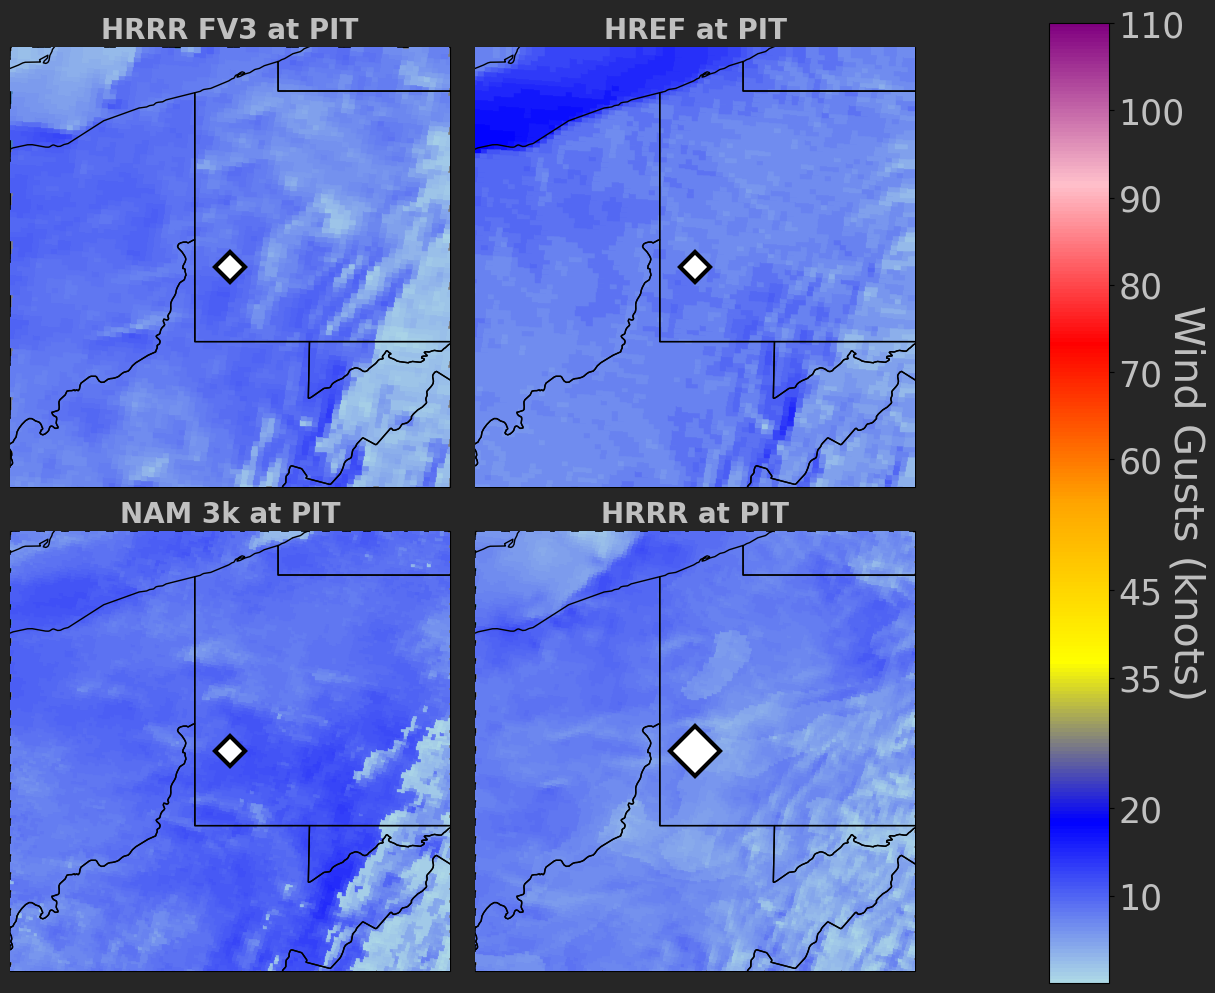 HRRR FV3 at PIT
HREF at PIT
NAM 3k at PIT
HRRR at PIT
110
100
90
80
70
60
45
35
20
10
Wind Gusts (knots)